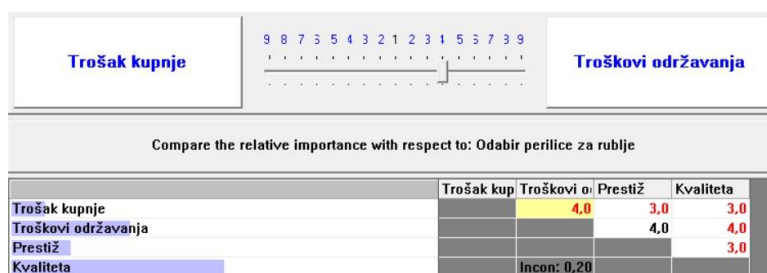 9 8 7 6 5 4 3 2 1 2 3 4 5 6 7 8 9
Trošak kupnje
Troškovi održavanja
Compare the relative importance with respect to: Odabir perilice za rublje
Trošak kup Troškovi o Prestiž Kvaliteta
Trošak kupnje 4,0 3,0 3,0
Troškovi održavanja 4,0 4,0
Prestiž 3,0
Kvaliteta Incon: 0,20